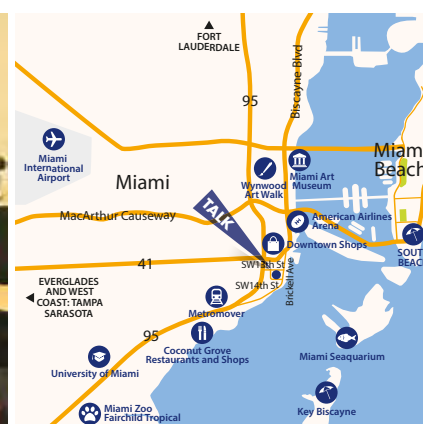 FORT
LAUDERDALE
Biscayne Blvd
95
Miami
International
Airport
Miami
Wynwood
Art Walk
Miami Art
Museum
Miam
Beach
MacArthur Causeway
TALK
American Airlines
Arena
Downtown Shops
SOUT
BEAC
41
SW13th St
SW14th St
Brickell Ave
EVERGLADES
AND WEST
COAST: TAMPA
SARASOTA
Metromover
95
Coconut Grove
Restaurants and Shops
Miami Seaquarium
University of Miami
Key Biscayne
Miami Zoo
Fairchild Tropical